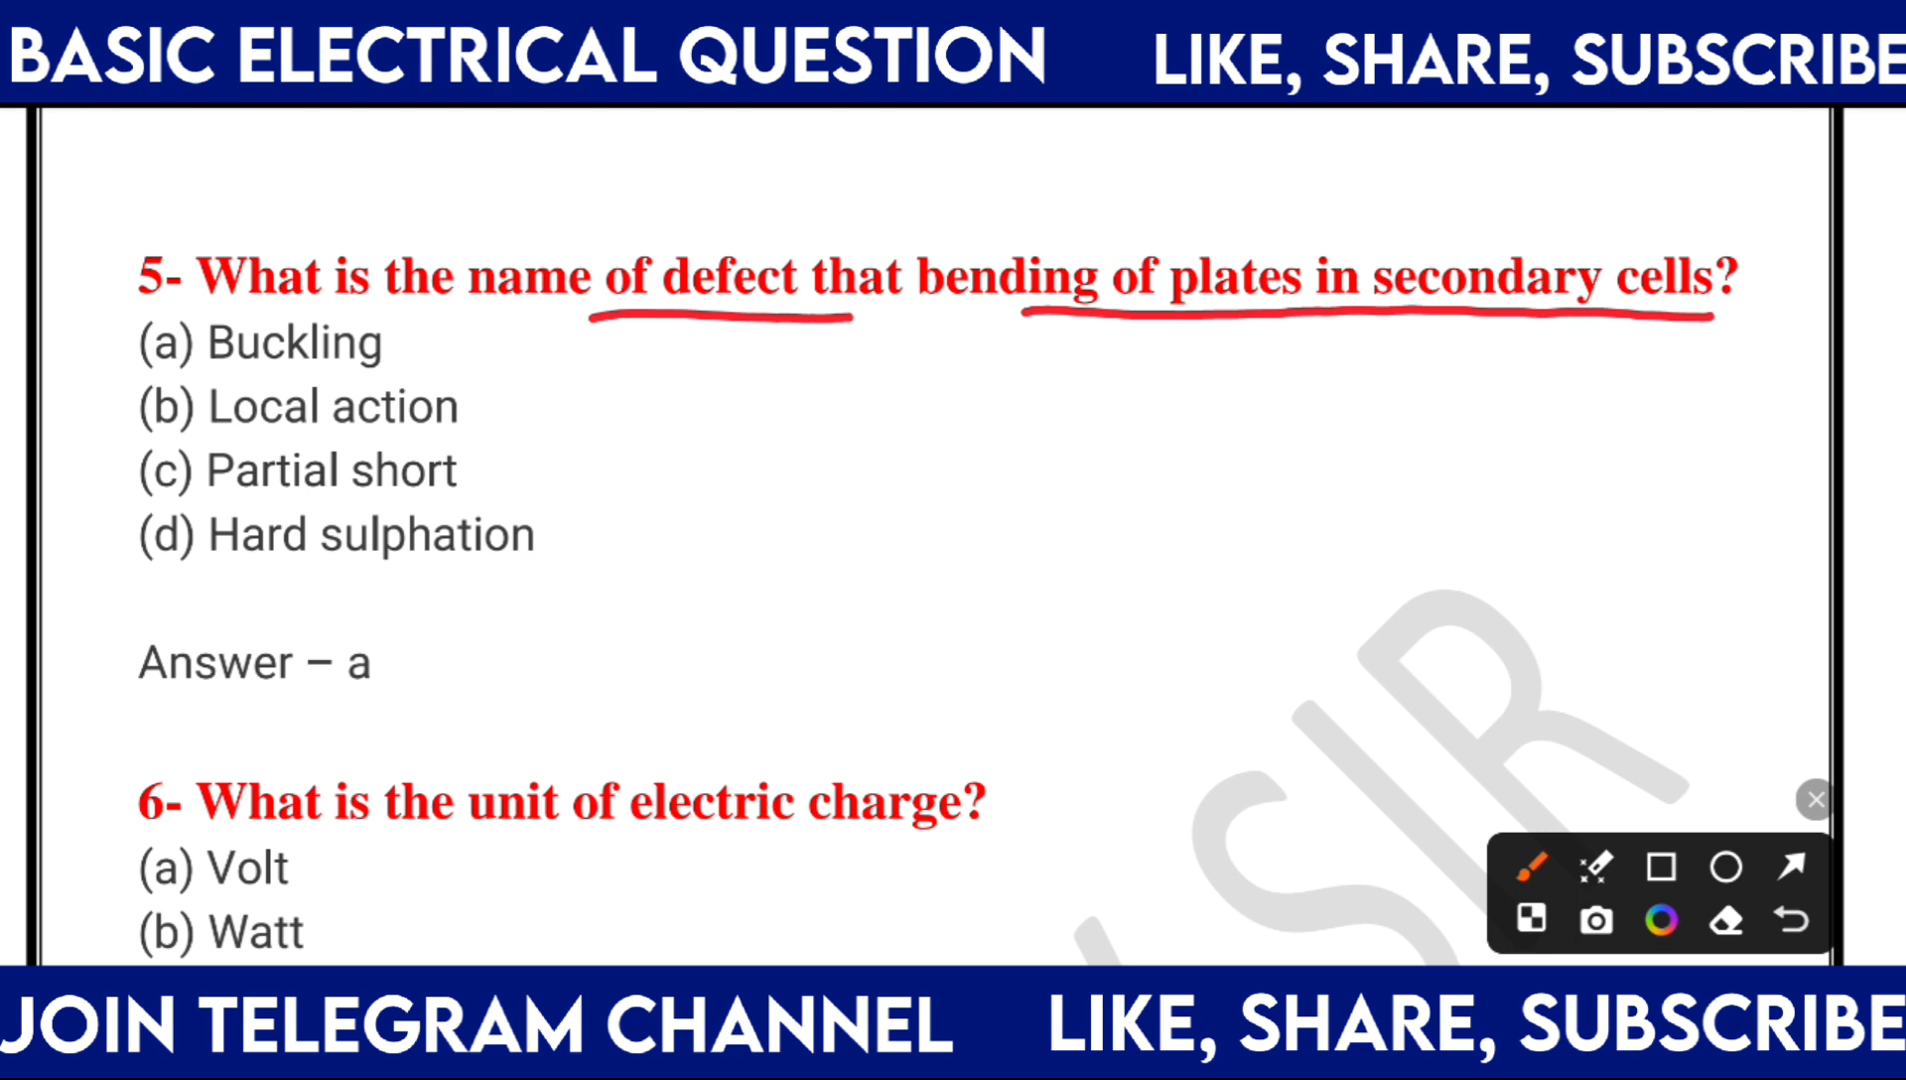 BASIC ELECTRICAL QUESTION LIKE, SHARE, SUBSCRIBE
5- What is the name of defect that bending of plates in secondary cells?
(a) Buckling
(b) Local action
(c) Partial short
(d) Hard sulphation
Answer – a
6- What is the unit of electric charge?
(a) Volt
(b) Watt
SIR
JOIN TELEGRAM CHANNEL LIKE, SHARE, SUBSCRIBE